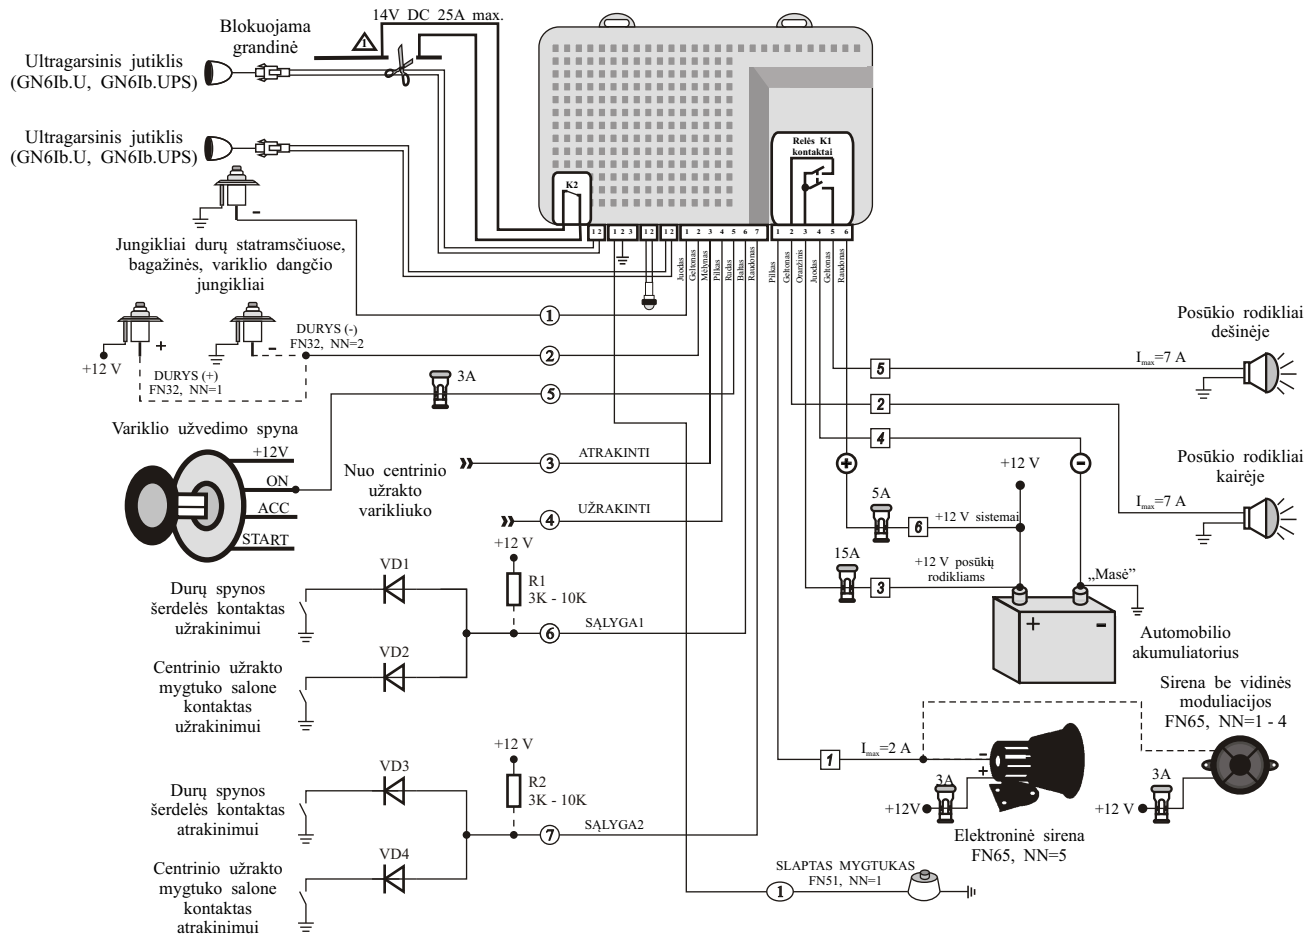 14V DC 25A max.
Blokuojama
grandinė
1
Ultragarsinis jutiklis
(GN6Ib.U, GN6Ib.UPS)
Ultragarsinis jutiklis
(GN6Ib.U, GN6Ib.UPS)
Relės K1
kontaktai
K2
1 2
1 2 3
1 2
1 2
1 2 3 4 5 6 7
1 2 3 4 5 6
Juodas
Geltonas
Mėlynas
Pilkas
Rudas
Baltas
Raudonas
Pilkas
Geltonas
Oranžinis
Juodas
Geltonas
Raudonas
-
Jungikliai durų statramsčiuose,
bagažinės, variklio dangčio
jungikliai
1
+12 V
+
-
DURYS (-)
FN32, NN=2
2
DURYS (+)
FN32, NN=1
3A
5
Variklio užvedimo spyna
+12V
ON
ACC
START
Nuo centrinio
užrakto
varikliuko
3
ATRAKINTI
4
UŽRAKINTI
+12 V
R1
3K - 10K
VD1
Durų spynos
šerdelės kontaktas
užrakinimui
6
SĄLYGA1
VD2
Centrinio užrakto
mygtuko salone
kontaktas
užrakinimui
+12 V
R2
3K - 10K
VD3
Durų spynos
šerdelės kontaktas
atrakinimui
7
SĄLYGA2
VD4
Centrinio užrakto
mygtuko salone
kontaktas
atrakinimui
SLAPTAS MYGTUKAS
FN51, NN=1
1
Posūkio rodikliai
dešinėje
Imax=7 A
5
2
4
+
-
+12 V
Posūkio rodikliai
kairėje
Imax=7 A
5A
6
+12 V sistemai
15A
3
+12 V posūkių
rodikliams
„Masė”
+ -
Automobilio
akumuliatorius
Sirena be vidinės
moduliacijos
FN65, NN=1 - 4
1
Imax=2 A
-
+
3A
+12V
3A
+12 V
Elektroninė sirena
FN65, NN=5